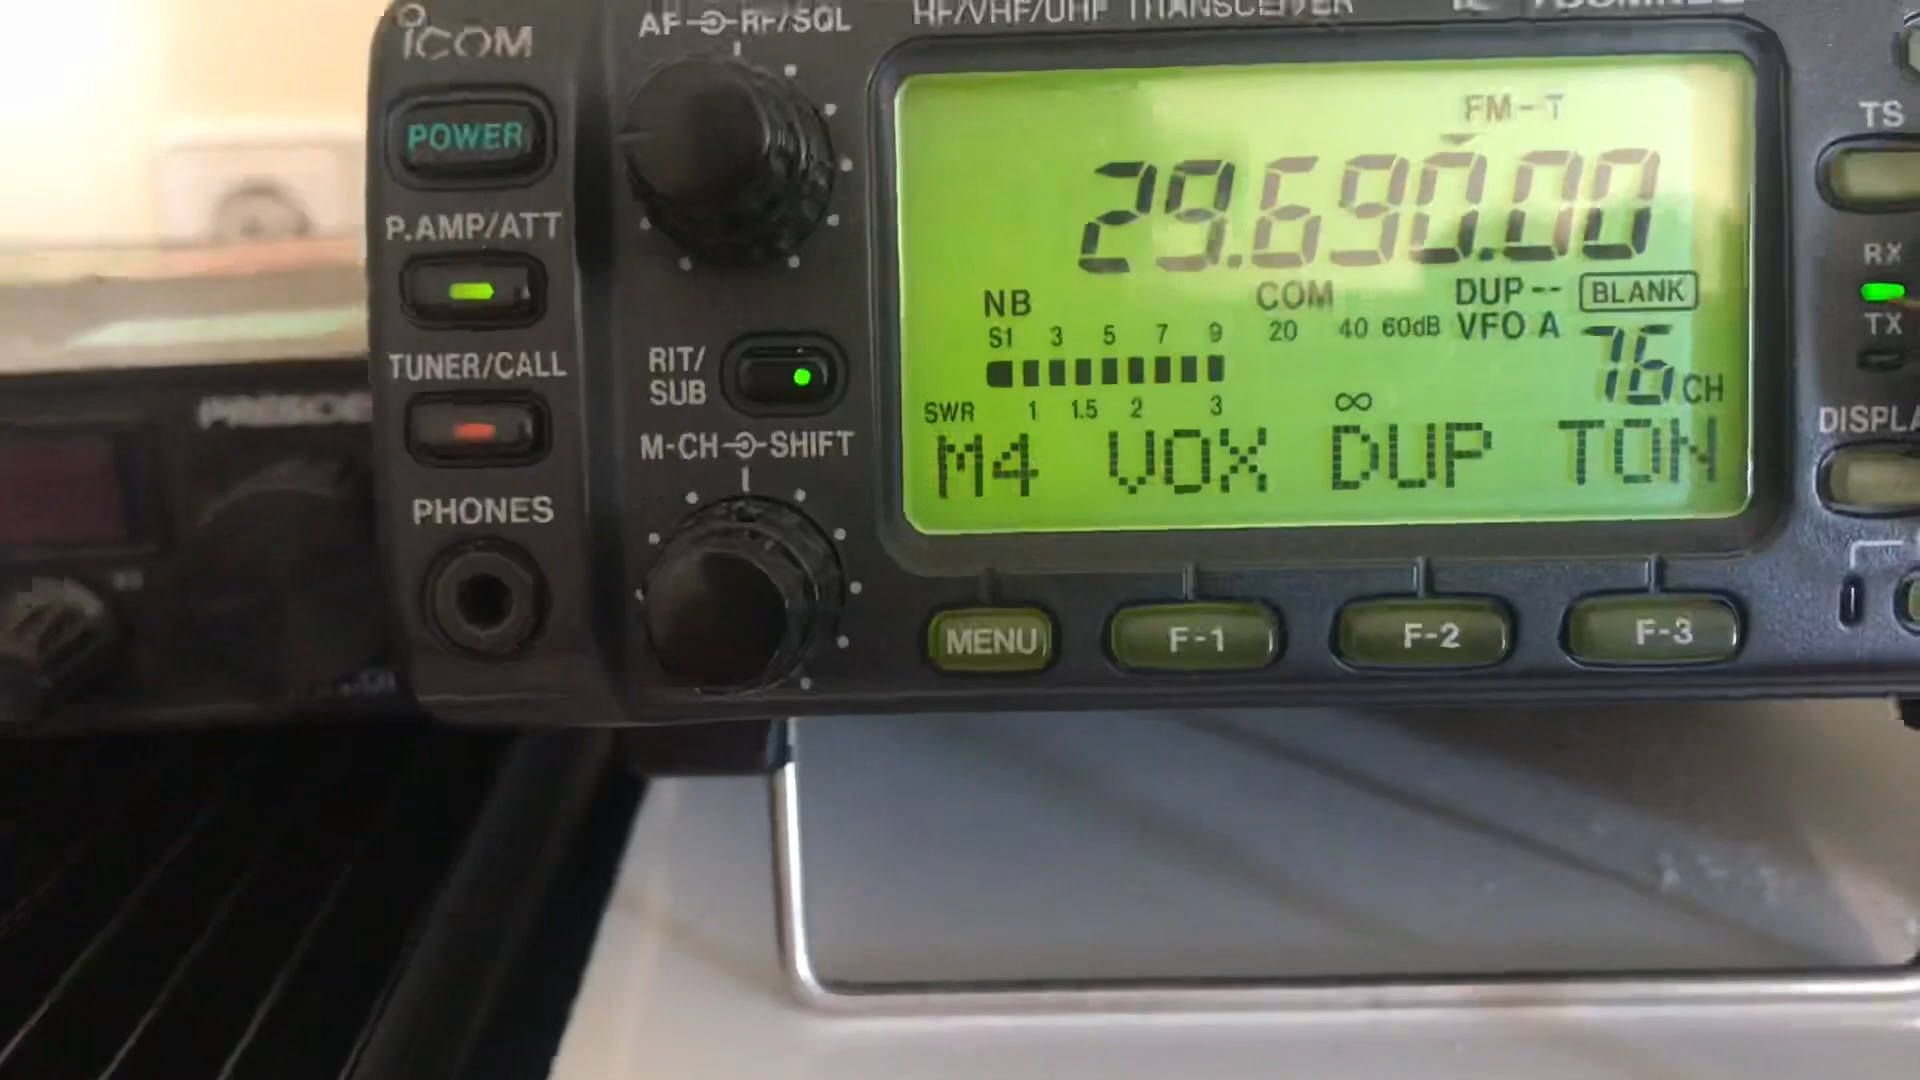 HF/VHF/UHF TRANSCEIVER
AF RF/SQL
ICOM
POWER
FM-T
TS
29.690.00
P.AMP/ATT
RX
NB
COM
DUP--
BLANK
S1 3 5 7 9 20 40 60dB
VFO A
TX
76 CH
TUNER/CALL
RIT/
SUB
SWR 1 1.5 2 3 ∞
DISPLA
M-CH SHIFT
M4 VOX DUP TON
PHONES
MENU
F-1
F-2
F-3